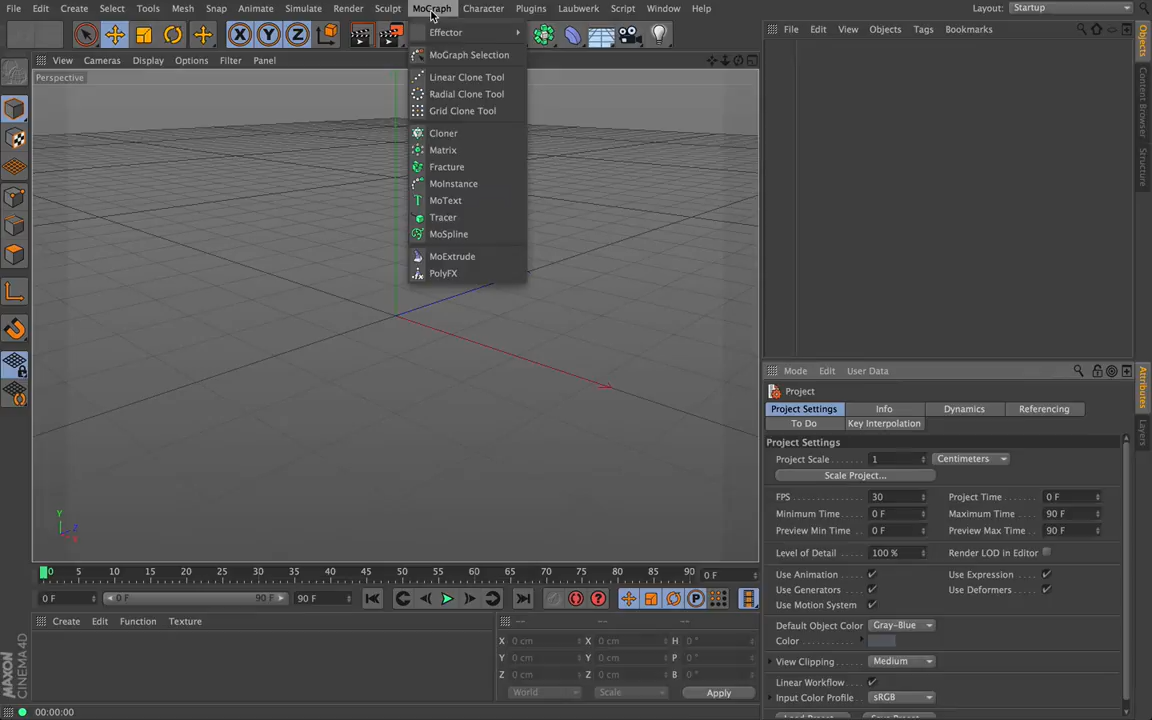 File Edit Create Select Tools Mesh Snap Animate Simulate Render Sculpt MoGraph Character Plugins Laubwerk Script Window Help Layout: Startup
File Edit View Objects Tags Bookmarks
Effector
MoGraph Selection
Linear Clone Tool
Radial Clone Tool
Grid Clone Tool
Cloner
Matrix
Fracture
MoInstance
MoText
Tracer
MoSpline
MoExtrude
PolyFX
X Y Z
View Cameras Display Options Filter Panel
Perspective
Y
Z
X
Objects
Content Browser
Structure
Mode Edit User Data
Project
Project Settings Info Dynamics Referencing
To Do Key Interpolation
Project Settings
Project Scale 1 Centimeters
Scale Project...
FPS 30 Project Time 0 F
Minimum Time 0 F Maximum Time 90 F
Preview Min Time 0 F Preview Max Time 90 F
Level of Detail 100 % Render LOD in Editor
Use Animation Use Expression
Use Generators Use Deformers
Use Motion System
Default Object Color Gray-Blue
Color
View Clipping Medium
Linear Workflow
Input Color Profile sRGB
Attributes
Layers
0 5 10 15 20 25 30 35 40 45 50 55 60 65 70 75 80 85 90 0 F
0 F 0 F 90 F 90 F
Create Edit Function Texture
-- -- --
X 0 cm X 0 cm H 0 °
Y 0 cm Y 0 cm P 0 °
Z 0 cm Z 0 cm B 0 °
World Scale Apply
MAXON
CINEMA 4D
00:00:00